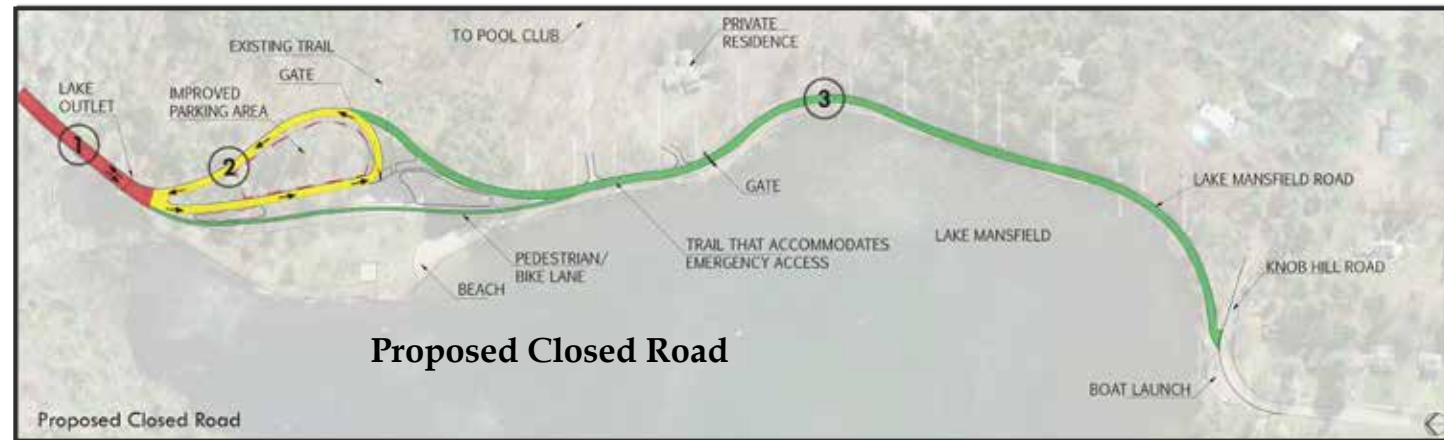 TO POOL CLUB
PRIVATE
RESIDENCE
EXISTING TRAIL
GATE
LAKE
OUTLET
IMPROVED
PARKING AREA
1
2
3
GATE
LAKE MANSFIELD ROAD
TRAIL THAT ACCOMMODATES
EMERGENCY ACCESS
LAKE MANSFIELD
PEDESTRIAN/
BIKE LANE
BEACH
KNOB HILL ROAD
Proposed Closed Road
BOAT LAUNCH
Proposed Closed Road